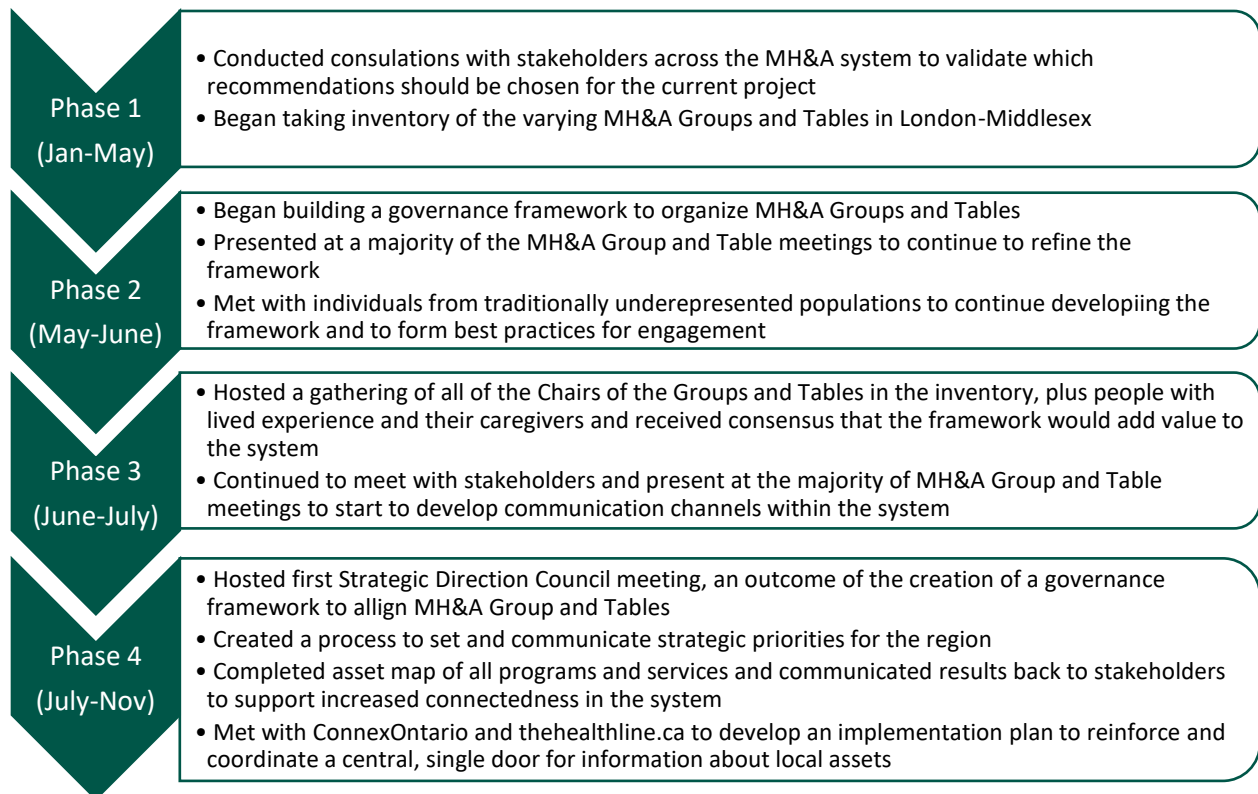 Phase 1
(Jan-May)
• Conducted consulations with stakeholders across the MH&A system to validate which
recommendations should be chosen for the current project
• Began taking inventory of the varying MH&A Groups and Tables in London-Middlesex
Phase 2
(May-June)
• Began building a governance framework to organize MH&A Groups and Tables
• Presented at a majority of the MH&A Group and Table meetings to continue to refine the
framework
• Met with individuals from traditionally underepresented populations to continue developiing the
framework and to form best practices for engagement
Phase 3
(June-July)
• Hosted a gathering of all of the Chairs of the Groups and Tables in the inventory, plus people with
lived experience and their caregivers and received consensus that the framework would add value to
the system
• Continued to meet with stakeholders and present at the majority of MH&A Group and Table
meetings to start to develop communication channels within the system
Phase 4
(July-Nov)
• Hosted first Strategic Direction Council meeting, an outcome of the creation of a governance
framework to allign MH&A Group and Tables
• Created a process to set and communicate strategic priorities for the region
• Completed asset map of all programs and services and communicated results back to stakeholders
to support increased connectedness in the system
• Met with ConnexOntario and thehealthline.ca to develop an implementation plan to reinforce and
coordinate a central, single door for information about local assets